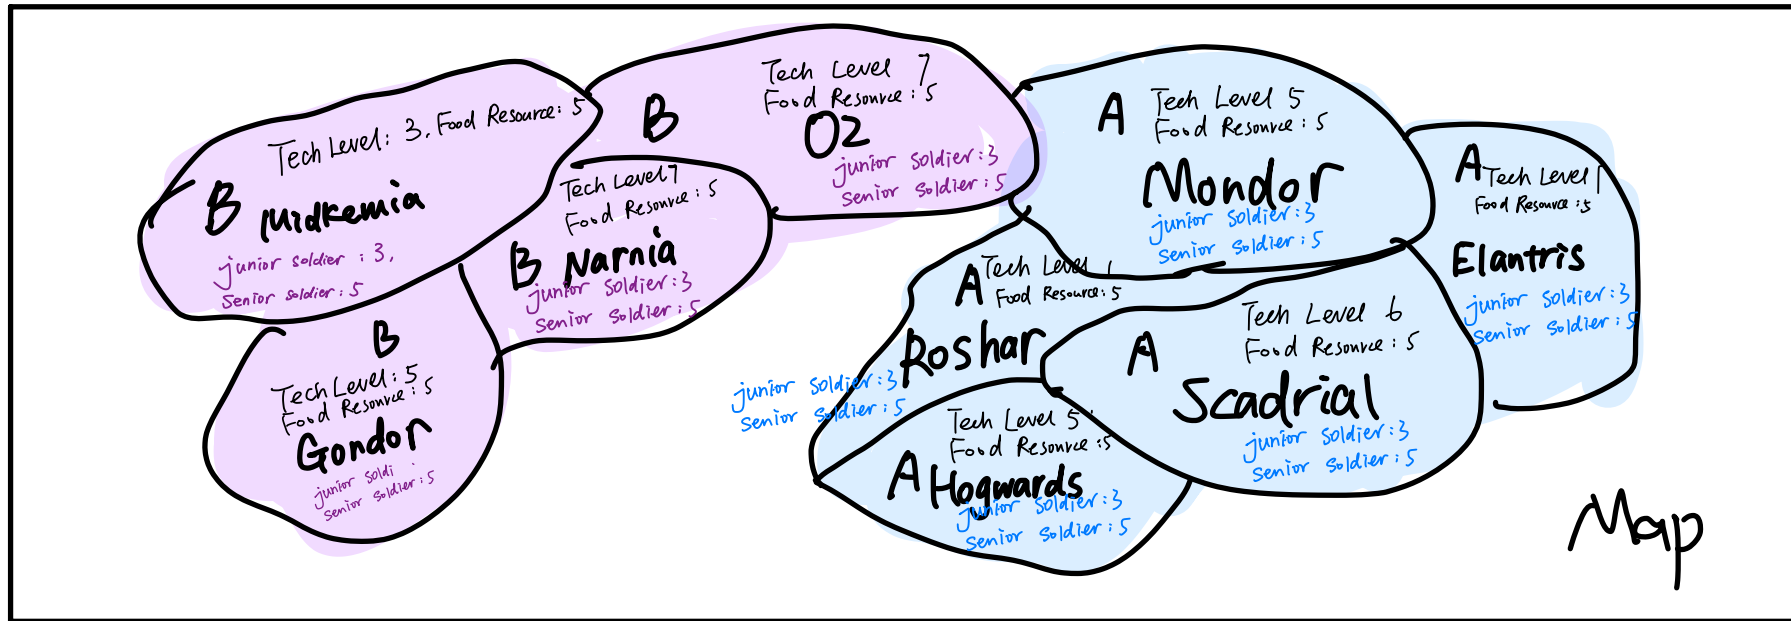 Tech Level: 3, Food Resource: 5
B Midkemia
junior soldier : 3,
Senior soldier: 5
Tech Level 7
Food Resource: 5
B
O2
junior soldier: 3
Senior soldier: 5
Tech Level 7
Food Resource: 5
B Narnia
junior soldier: 3
Senior soldier: 5
B
Tech Level: 5
Food Resource: 5
Gondor
junior soldi
Senior soldier: 5
A
Tech Level 5
Food Resource: 5
Mondor
junior soldier: 3
Senior soldier: 5
A Tech Level 1
Food Resource: 5
Elantris
junior soldier: 3
Senior soldier: 5
A Tech Level 1
Food Resource: 5
Roshar
junior soldier: 3
Senior soldier: 5
Tech Level 6
Food Resource: 5
A
Scadrial
junior soldier: 3
Senior soldier: 5
Tech Level 5
Food Resource: 5
A Hogwards
junior soldier: 3
Senior soldier: 5
Map